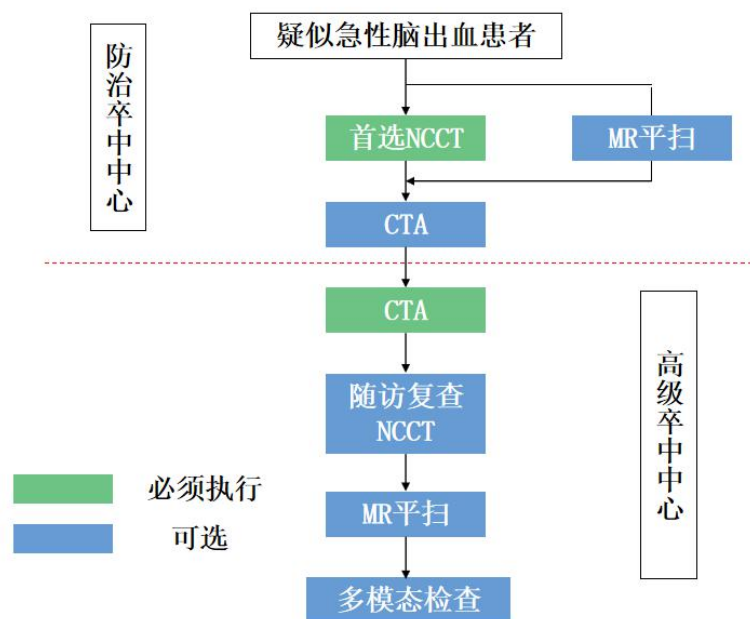 疑似急性脑出血患者
防治卒中中心
首选NCCT
MR平扫
CTA
CTA
随访复查
NCCT
高级卒中中心
必须执行
MR平扫
可选
多模态检查